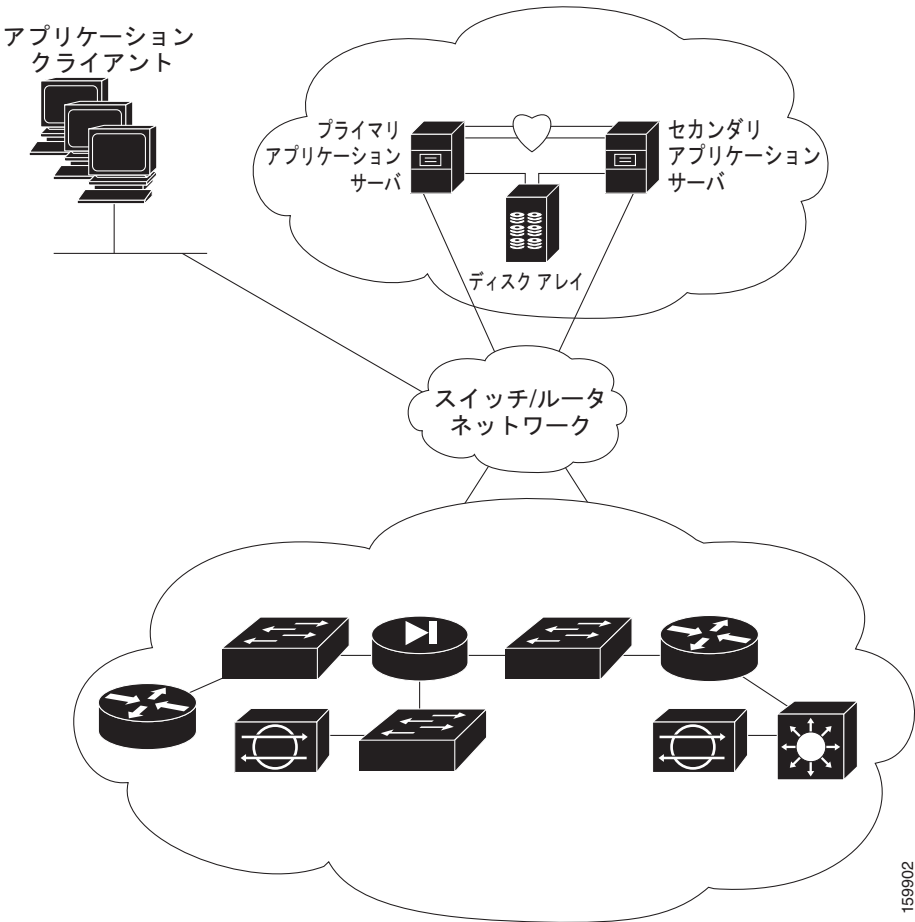 アプリケーション
クライアント
プライマリ
アプリケーション
サーバ
セカンダリ
アプリケーション
サーバ
ディスク アレイ
スイッチ/ルータ
ネットワーク
159902